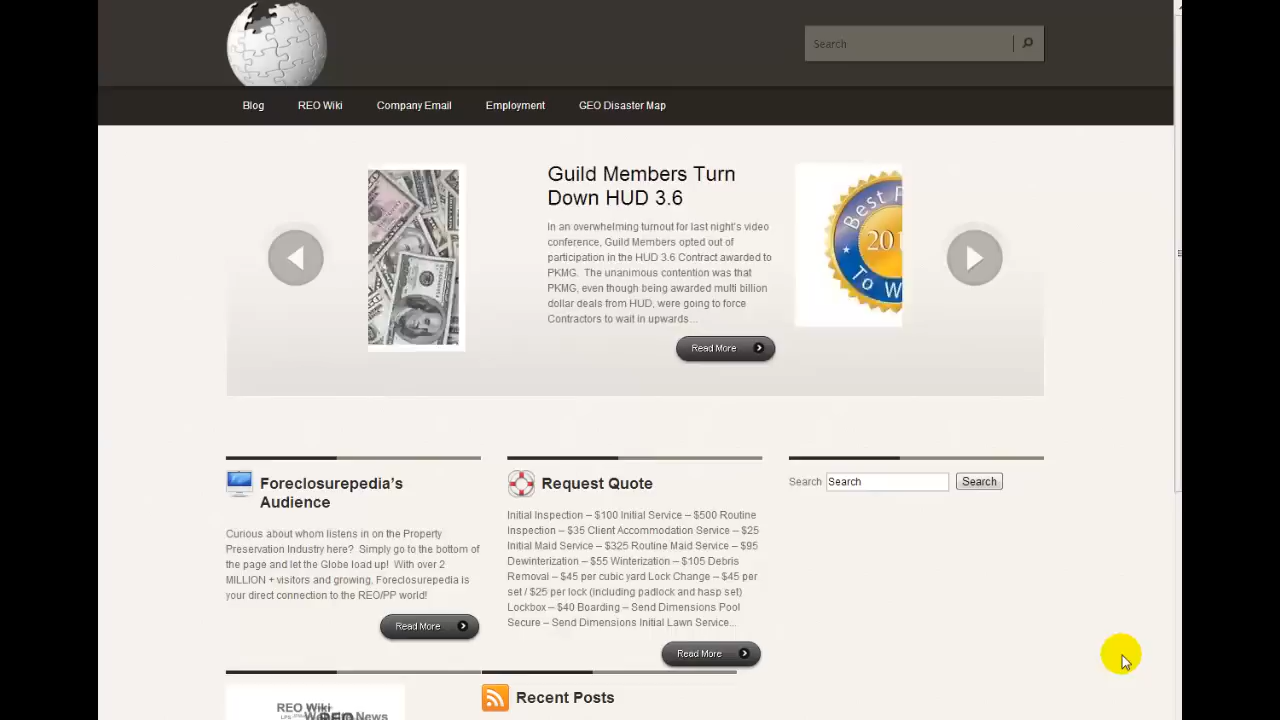 Search
Blog
REO Wiki
Company Email
Employment
GEO Disaster Map
Guild Members Turn
Down HUD 3.6
In an overwhelming turnout for last night's video
conference, Guild Members opted out of
participation in the HUD 3.6 Contract awarded to
PKMG. The unanimous contention was that
PKMG, even though being awarded multi billion
dollar deals from HUD, were going to force
Contractors to wait in upwards...
Read More
Best
201
To W
Foreclosurepedia's
Audience
Curious about whom listens in on the Property
Preservation Industry here? Simply go to the bottom of
the page and let the Globe load up! With over 2
MILLION + visitors and growing, Foreclosurepedia is
your direct connection to the REO/PP world!
Read More
Request Quote
Initial Inspection – $100 Initial Service – $500 Routine
Inspection – $35 Client Accommodation Service – $25
Initial Maid Service – $325 Routine Maid Service – $95
Dewinterization – $55 Winterization – $105 Debris
Removal – $45 per cubic yard Lock Change – $45 per
set / $25 per lock (including padlock and hasp set)
Lockbox – $40 Boarding – Send Dimensions Pool
Secure – Send Dimensions Initial Lawn Service...
Read More
Search Search Search
REO Wiki
News
Recent Posts